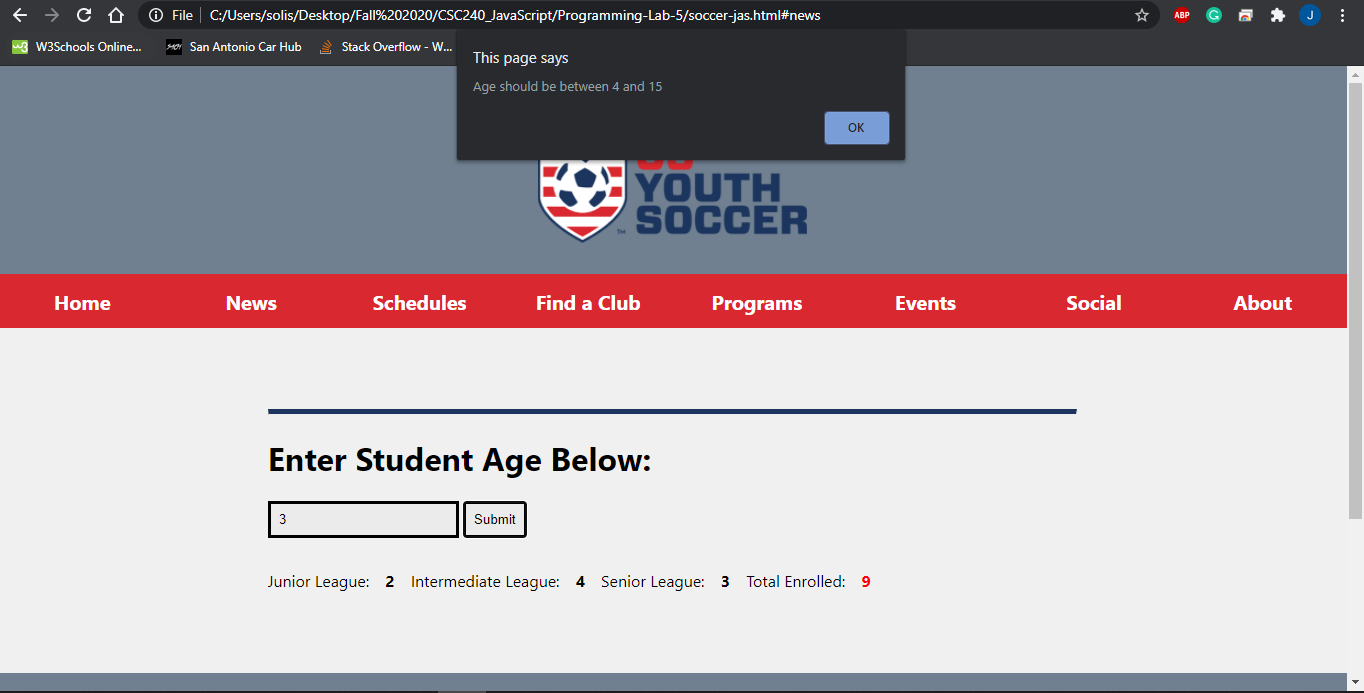 File
C:/Users/solis/Desktop/Fall%202020/CSC240_JavaScript/Programming-Lab-5/soccer-jas.html#news
ABP
G
J
W3Schools Online...
San Antonio Car Hub
Stack Overflow - W...
This page says
Age should be between 4 and 15
OK
YOUTH
SOCCER
TM
Home News Schedules Find a Club Programs Events Social About
Enter Student Age Below:
3 Submit
Junior League: 2 Intermediate League: 4 Senior League: 3 Total Enrolled: 9